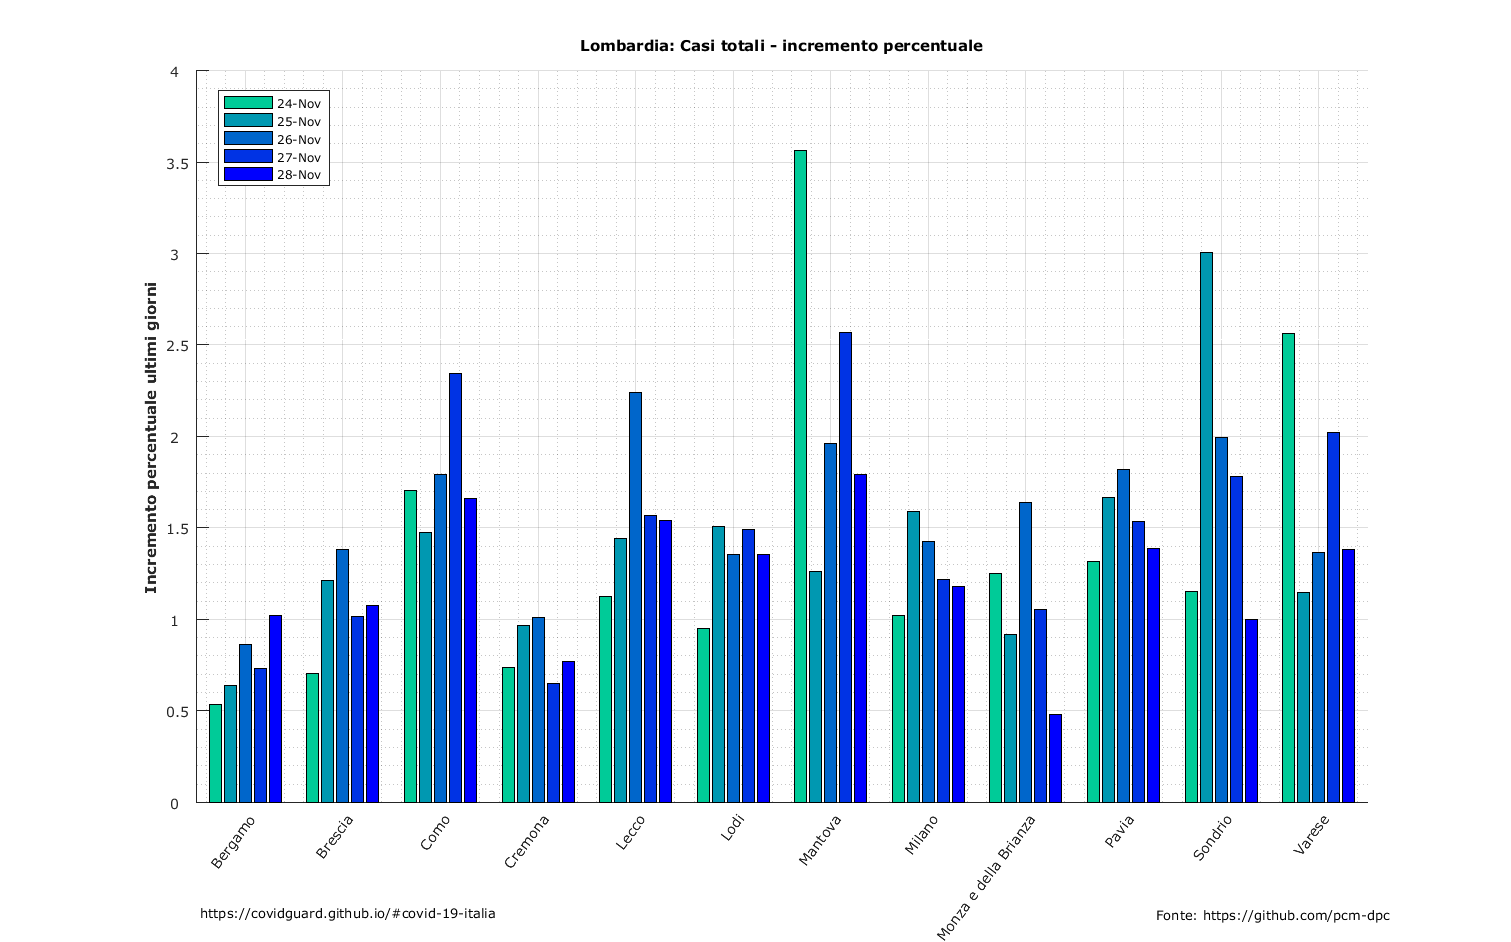 Lombardia: Casi totali - incremento percentuale
4
3.5
3
2.5
2
1.5
1
0.5
0
Incremento percentuale ultimi giorni
24-Nov
25-Nov
26-Nov
27-Nov
28-Nov
Bergamo
Brescia
Como
Cremona
Lecco
Lodi
Mantova
Milano
Monza e della Brianza
Pavia
Sondrio
Varese
https://covidguard.github.io/#covid-19-italia
Fonte: https://github.com/pcm-dpc